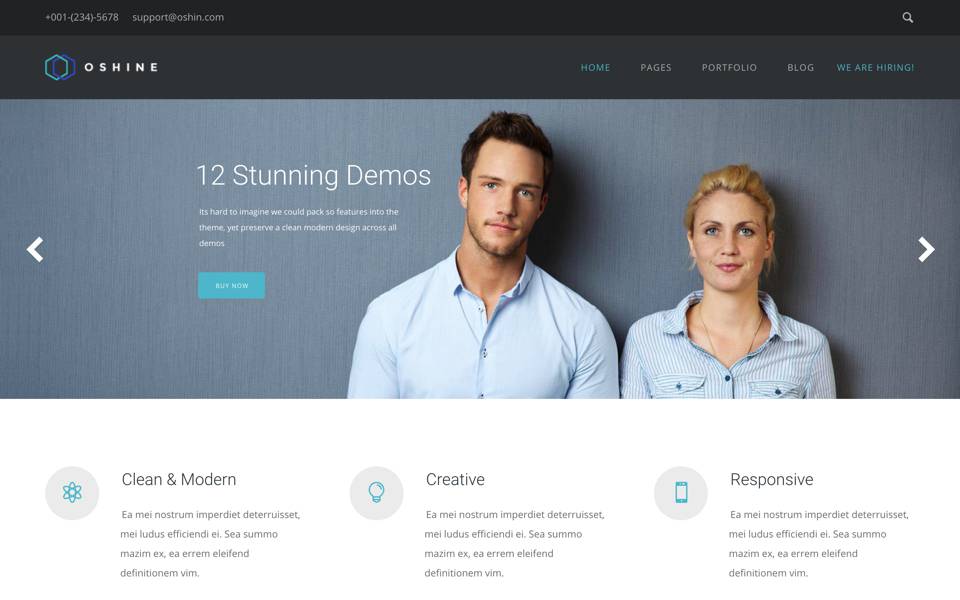 +001-(234)-5678 support@oshin.com
OSHINE HOME PAGES PORTFOLIO BLOG WE ARE HIRING!
12 Stunning Demos
Its hard to imagine we could pack so features into the
theme, yet preserve a clean modern design across all
demos
BUY NOW
Clean & Modern
Ea mei nostrum imperdiet deterruisset,
mei ludus efficiendi ei. Sea summo
mazim ex, ea errem eleifend
definitionem vim.
Creative
Ea mei nostrum imperdiet deterruisset,
mei ludus efficiendi ei. Sea summo
mazim ex, ea errem eleifend
definitionem vim.
Responsive
Ea mei nostrum imperdiet deterruisset,
mei ludus efficiendi ei. Sea summo
mazim ex, ea errem eleifend
definitionem vim.